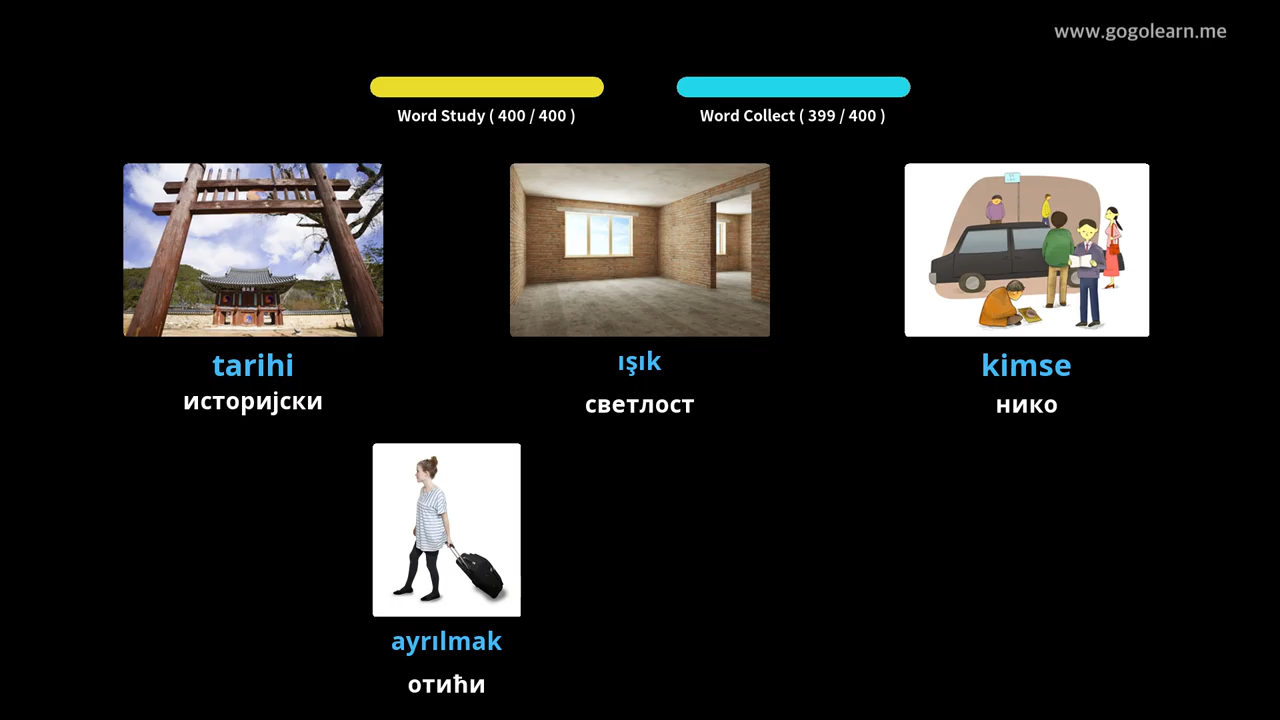 www.gogolearn.me
Word Study ( 400 / 400 )
Word Collect ( 399 / 400 )
tarihi
историјски
ışık
светлост
kimse
нико
ayrılmak
отићи